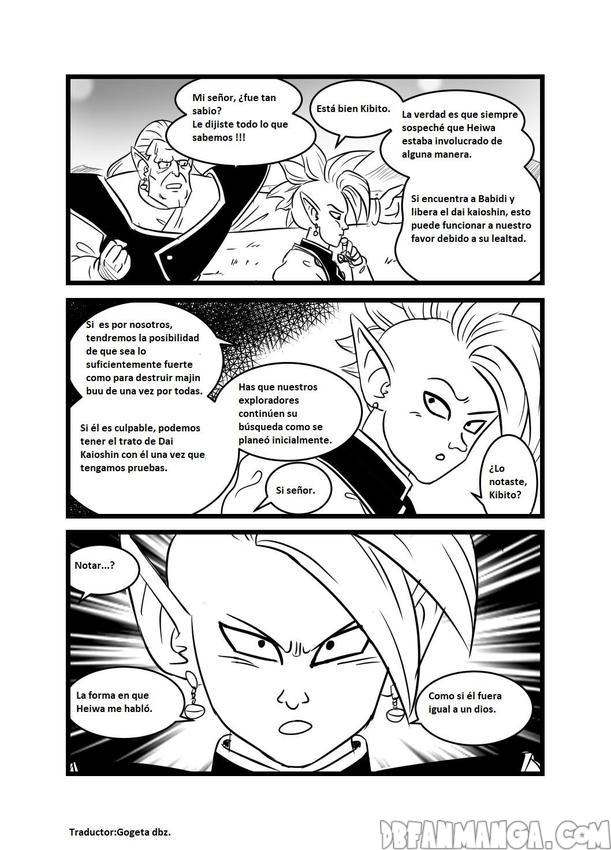 Mi señor, ¿fue tan
sabio?
Le dijiste todo lo que
sabemos !!!
Está bien Kibito.
La verdad es que siempre
sospeché que Heiwa
estaba involucrado de
alguna manera.
Si encuentra a Babidi y
libera el dai kaioshin, esto
puede funcionar a nuestro
favor debido a su lealtad.
Si es por nosotros,
tendremos la posibilidad
de que sea lo
suficientemente fuerte
como para destruir majin
buu de una vez por todas.
Si él es culpable, podemos
tener el trato de Dai
Kaioshin con él una vez que
tengamos pruebas.
Has que nuestros
exploradores
continúen su
búsqueda como se
planeó inicialmente.
Si señor.
¿Lo
notaste,
Kibito?
Notar...?
La forma en que
Heiwa me habló.
Como si él fuera
igual a un dios.
Traductor:Gogeta dbz.
DBFANMANGA.COM